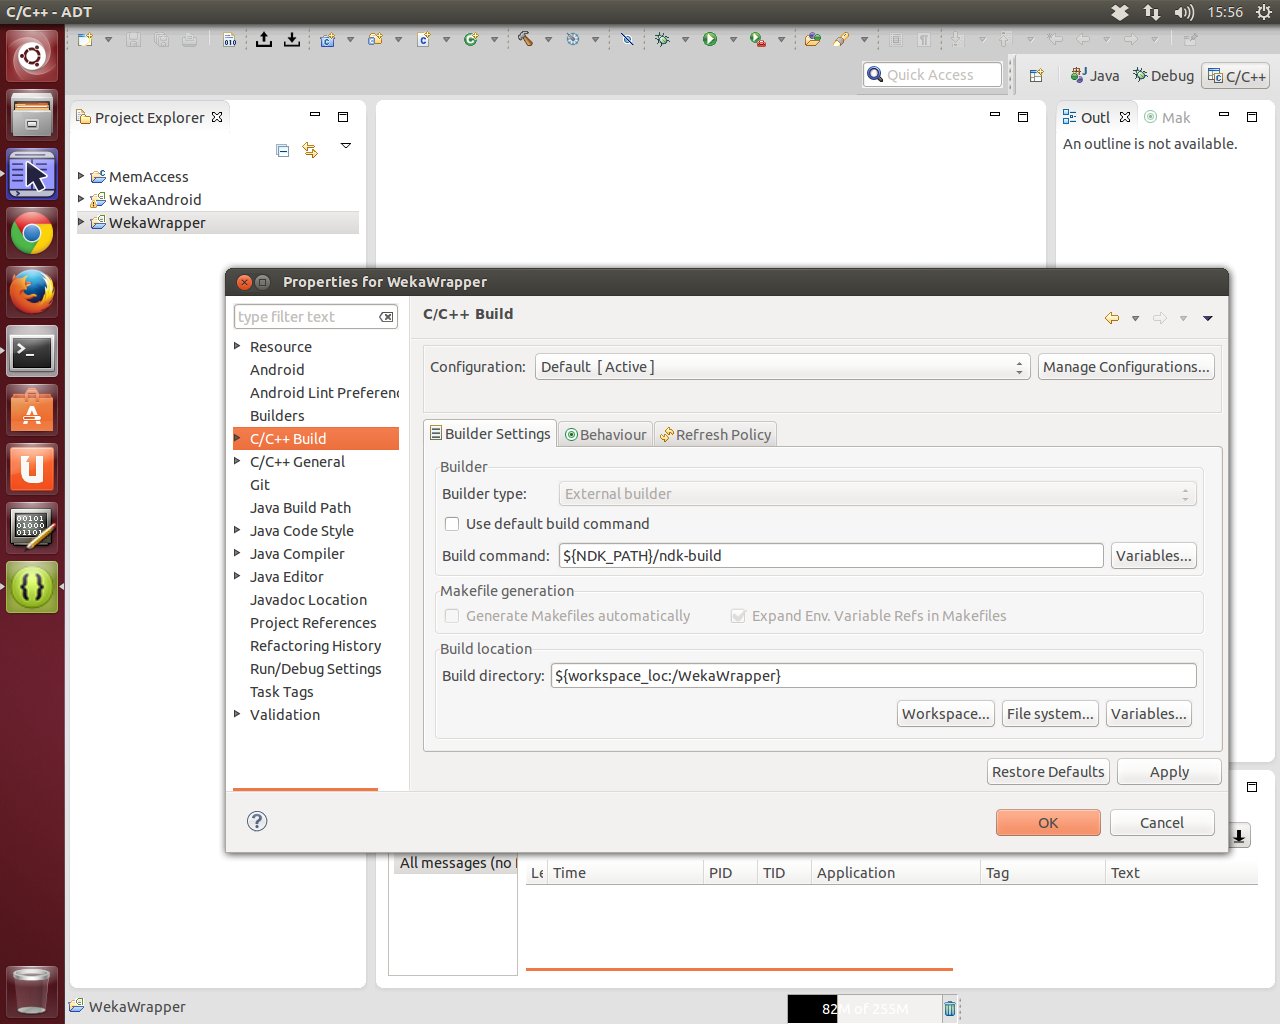 C/C++ - ADT
15:56
Quick Access
Java
Debug
C/C++
Project Explorer
MemAccess
WekaAndroid
WekaWrapper
Outl
Mak
An outline is not available.
Properties for WekaWrapper
type filter text
Resource
Android
Android Lint Preferen
Builders
C/C++ Build
C/C++ General
Git
Java Build Path
Java Code Style
Java Compiler
Java Editor
Javadoc Location
Project References
Refactoring History
Run/Debug Settings
Task Tags
Validation
C/C++ Build
Configuration:
Default [ Active ]
Manage Configurations...
Builder Settings
Behaviour
Refresh Policy
Builder
Builder type:
External builder
Use default build command
Build command:
${NDK_PATH}/ndk-build
Variables...
Makefile generation
Generate Makefiles automatically
Expand Env. Variable Refs in Makefiles
Build location
Build directory:
${workspace_loc:/WekaWrapper}
Workspace...
File system...
Variables...
Restore Defaults
Apply
OK
Cancel
All messages (no
Le
Time
PID
TID
Application
Tag
Text
WekaWrapper
82M of 255M